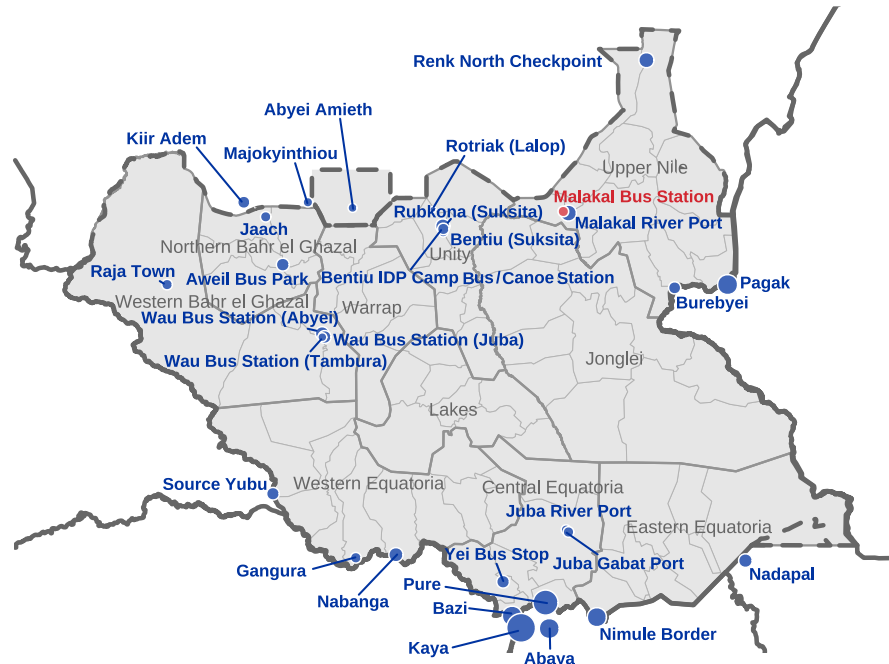 Renk North Checkpoint
Abyei Amieth
Kiir Adem
Rotriak (Lalop)
Majokyinthiou
Upper Nile
Malakal Bus Station
Rubkona (Suksita)
Malakal River Port
Jaach
Bentiu (Suksita)
Northern Bahr el Ghazal
Unity
Raja Town
Aweil Bus Park
Bentiu IDP Camp Bus/Canoe Station
Pagak
Western Bahr el Ghazal
Burebyei
Warrap
Wau Bus Station (Abyei)
Wau Bus Station (Juba)
Wau Bus Station (Tambura)
Jonglei
Lakes
Source Yubu
Western Equatoria
Central Equatoria
Juba River Port
Eastern Equatoria
Yei Bus Stop
Juba Gabat Port
Gangura
Nadapal
Pure
Nabanga
Bazi
Nimule Border
Kaya
Abaya